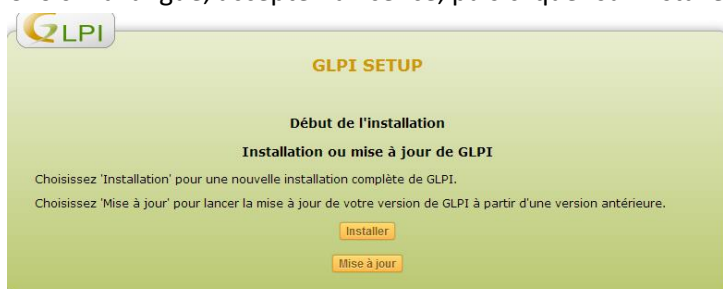 GLPI
GLPI SETUP
Début de l'installation
Installation ou mise à jour de GLPI
Choisissez 'Installation' pour une nouvelle installation complète de GLPI.
Choisissez 'Mise à jour' pour lancer la mise à jour de votre version de GLPI à partir d'une version antérieure.
Installer
Mise à jour